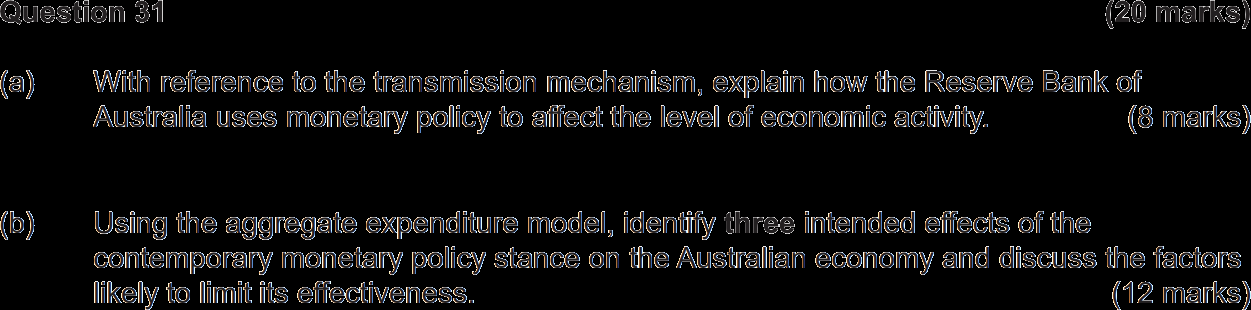 Question 31 (20 marks)
(a) With reference to the transmission mechanism, explain how the Reserve Bank of
Australia uses monetary policy to affect the level of economic activity. (8 marks)
(b) Using the aggregate expenditure model, identify three intended effects of the
contemporary monetary policy stance on the Australian economy and discuss the factors
likely to limit its effectiveness. (12 marks)